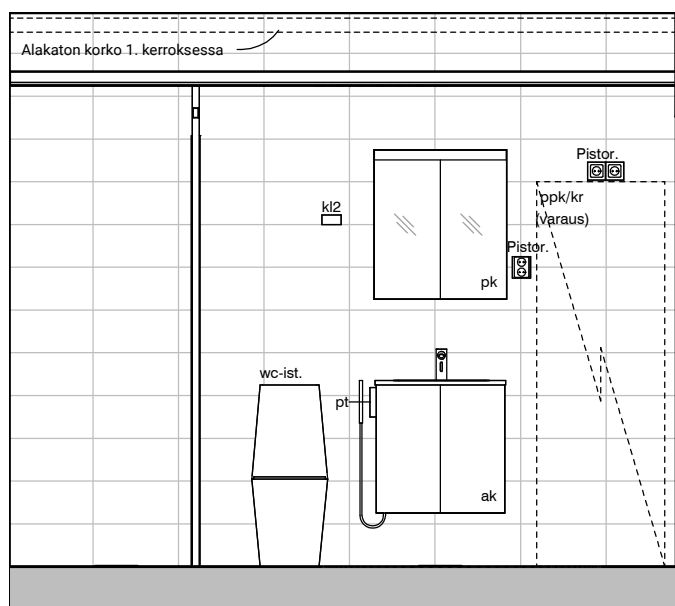 Alakaton korko 1. kerroksessa
Pistor.
ppk/kr
(varaus)
kl2
Pistor.
pk
wc-ist.
pt
ak